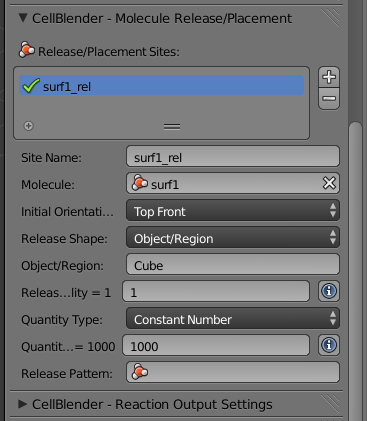 CellBlender - Molecule Release/Placement
Release/Placement Sites:
surf1_rel
Site Name: surf1_rel
Molecule: surf1
Initial Orientati... Top Front
Release Shape: Object/Region
Object/Region: Cube
Releas...lity = 1 1
Quantity Type: Constant Number
Quantit...= 1000 1000
Release Pattern:
CellBlender - Reaction Output Settings